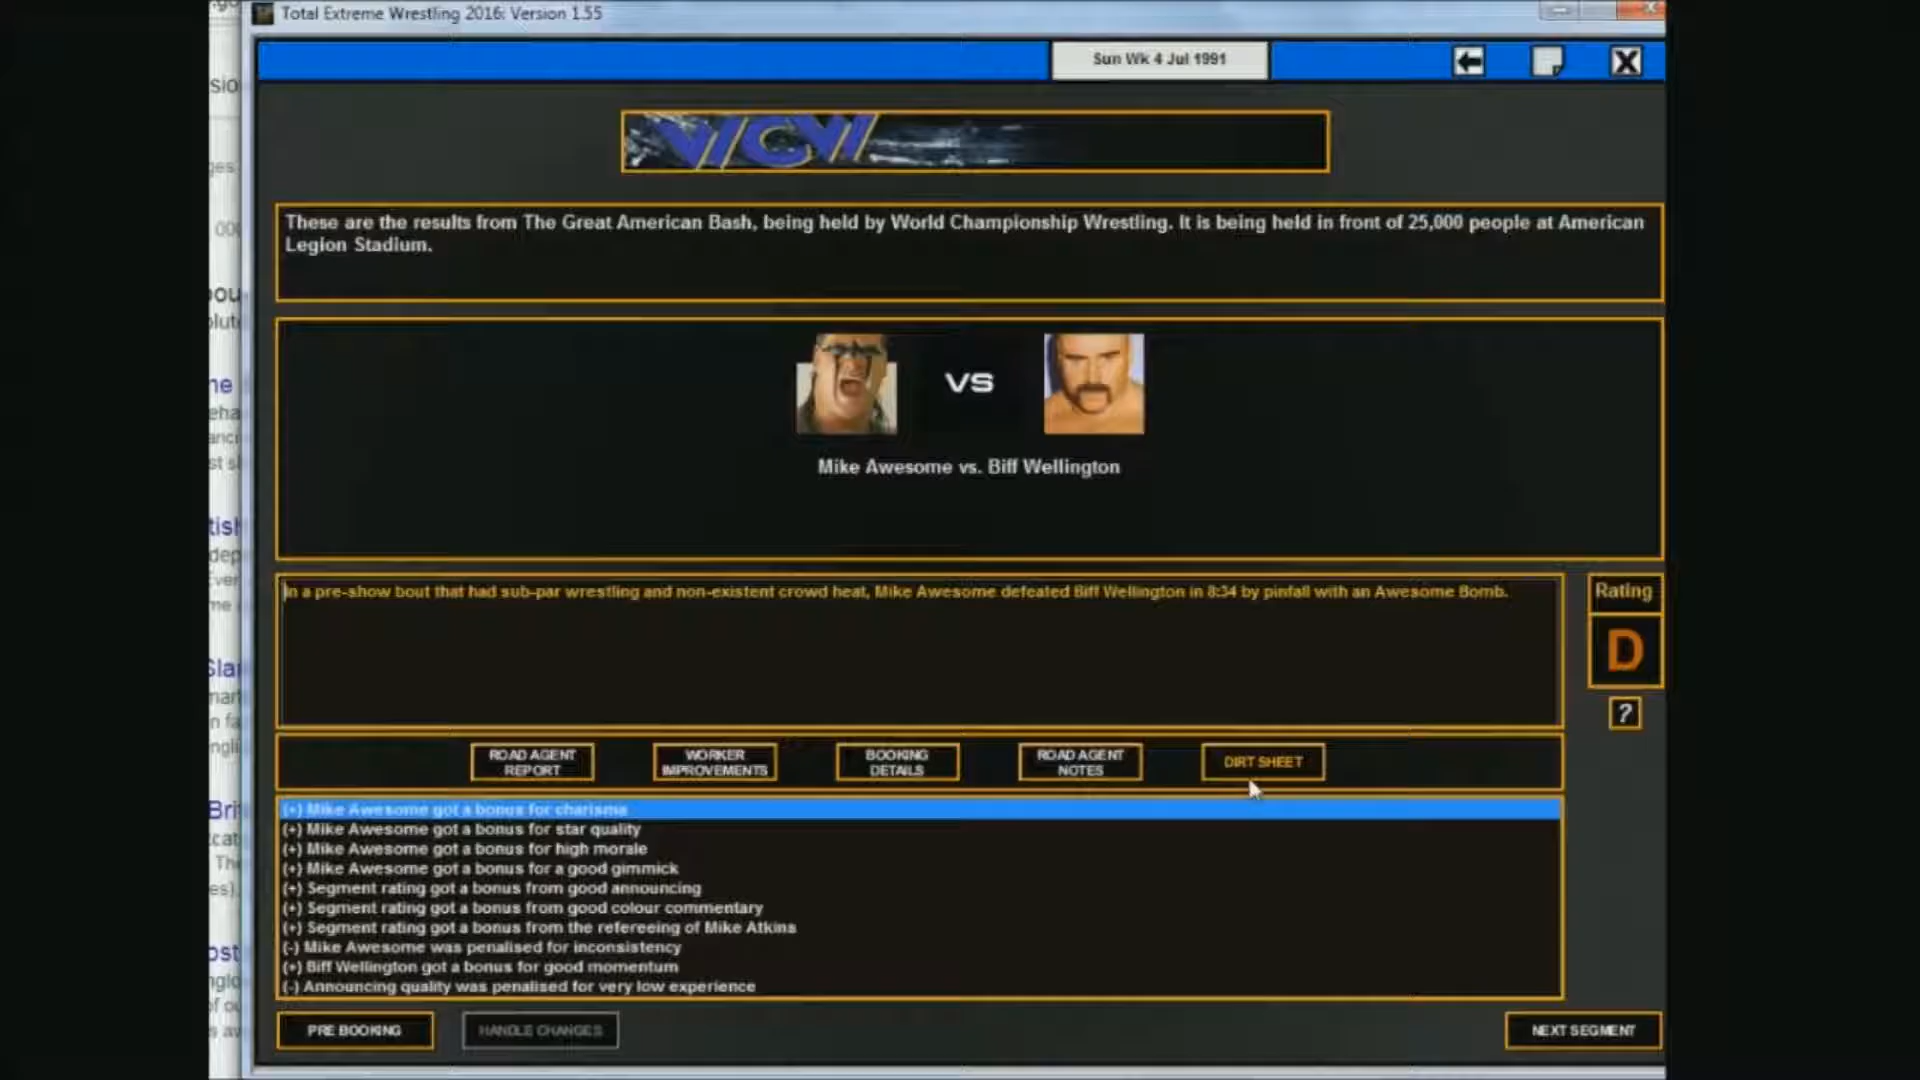 Total Extreme Wrestling 2016: Version 1.55
Sun Wk 4 Jul 1991
WCW
These are the results from The Great American Bash, being held by World Championship Wrestling. It is being held in front of 25,000 people at American
Legion Stadium.
VS
Mike Awesome vs. Biff Wellington
In a pre-show bout that had sub-par wrestling and non-existent crowd heat, Mike Awesome defeated Biff Wellington in 8:34 by pinfall with an Awesome Bomb.
Rating
D
?
ROAD AGENT
REPORT
WORKER
IMPROVEMENTS
BOOKING
DETAILS
ROAD AGENT
NOTES
DIRT SHEET
(+) Mike Awesome got a bonus for charisma
(+) Mike Awesome got a bonus for star quality
(+) Mike Awesome got a bonus for high morale
(+) Mike Awesome got a bonus for a good gimmick
(+) Segment rating got a bonus from good announcing
(+) Segment rating got a bonus from good colour commentary
(+) Segment rating got a bonus from the refereeing of Mike Atkins
(-) Mike Awesome was penalised for inconsistency
(+) Biff Wellington got a bonus for good momentum
(-) Announcing quality was penalised for very low experience
PRE BOOKING
HANDLE CHANGES
NEXT SEGMENT